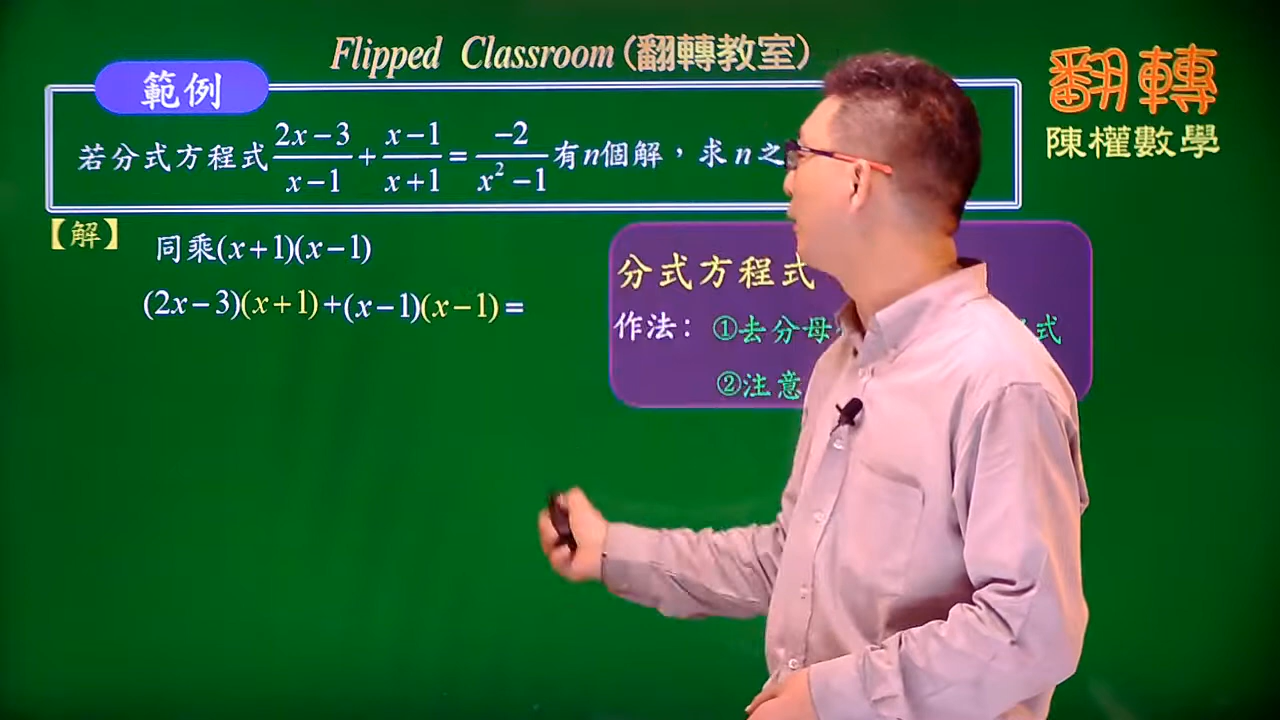 Flipped Classroom(翻轉教室)
翻轉
陳權數學
範例
若分式方程式 (2x-3)/(x-1) + (x-1)/(x+1) = -2/(x²-1) 有n個解，求n之
【解】
同乘(x+1)(x-1)
(2x-3)(x+1)+(x-1)(x-1)=
分式方程式
作法：①去分母 式
②注意